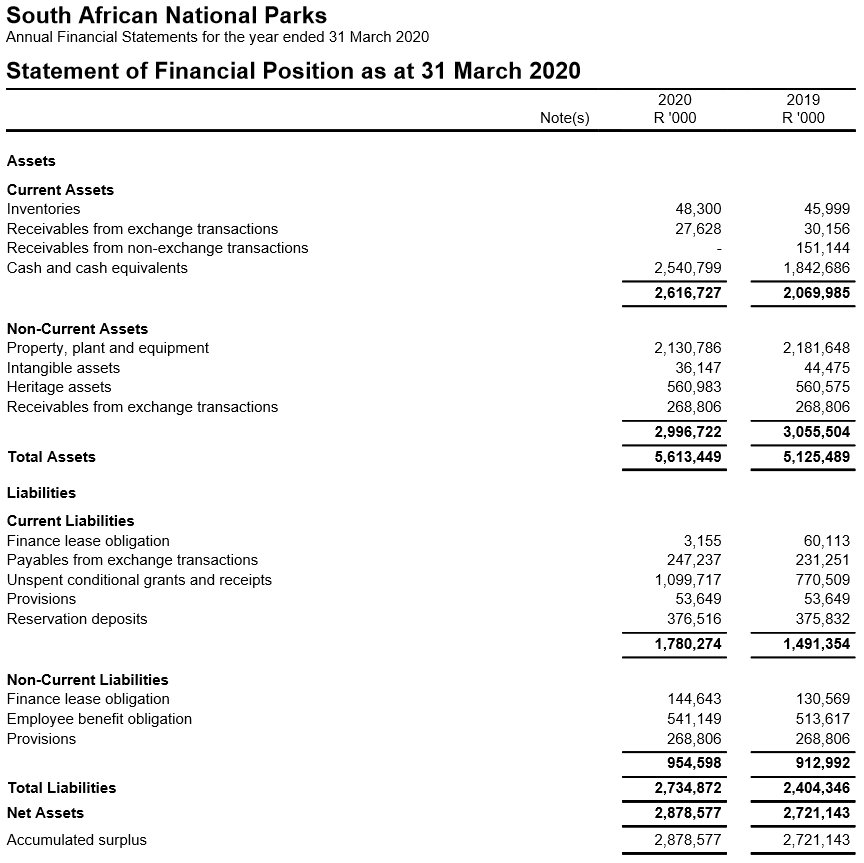 South African National Parks
Annual Financial Statements for the year ended 31 March 2020
Statement of Financial Position as at 31 March 2020
2020 2019
Note(s) R '000 R '000
Assets
Current Assets
Inventories 48,300 45,999
Receivables from exchange transactions 27,628 30,156
Receivables from non-exchange transactions - 151,144
Cash and cash equivalents 2,540,799 1,842,686
2,616,727 2,069,985
Non-Current Assets
Property, plant and equipment 2,130,786 2,181,648
Intangible assets 36,147 44,475
Heritage assets 560,983 560,575
Receivables from exchange transactions 268,806 268,806
2,996,722 3,055,504
Total Assets 5,613,449 5,125,489
Liabilities
Current Liabilities
Finance lease obligation 3,155 60,113
Payables from exchange transactions 247,237 231,251
Unspent conditional grants and receipts 1,099,717 770,509
Provisions 53,649 53,649
Reservation deposits 376,516 375,832
1,780,274 1,491,354
Non-Current Liabilities
Finance lease obligation 144,643 130,569
Employee benefit obligation 541,149 513,617
Provisions 268,806 268,806
954,598 912,992
Total Liabilities 2,734,872 2,404,346
Net Assets 2,878,577 2,721,143
Accumulated surplus 2,878,577 2,721,143